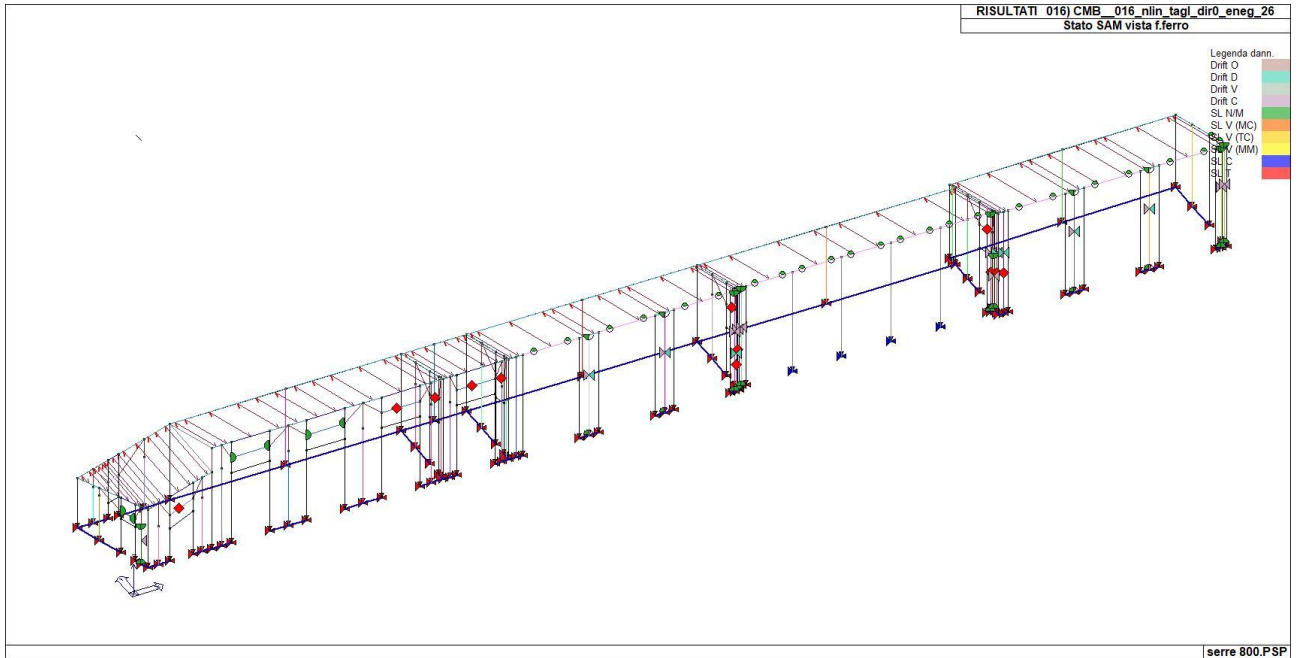 RISULTATI 016) CMB__016_nlin_tagl_dir0_eneg_26
Stato SAM vista f.ferro
Legenda dann.
Drift O
Drift D
Drift V
Drift C
SL N/M
SL V (MC)
SL V (TC)
SL V (MM)
SL C
SL T
serre 800.PSP